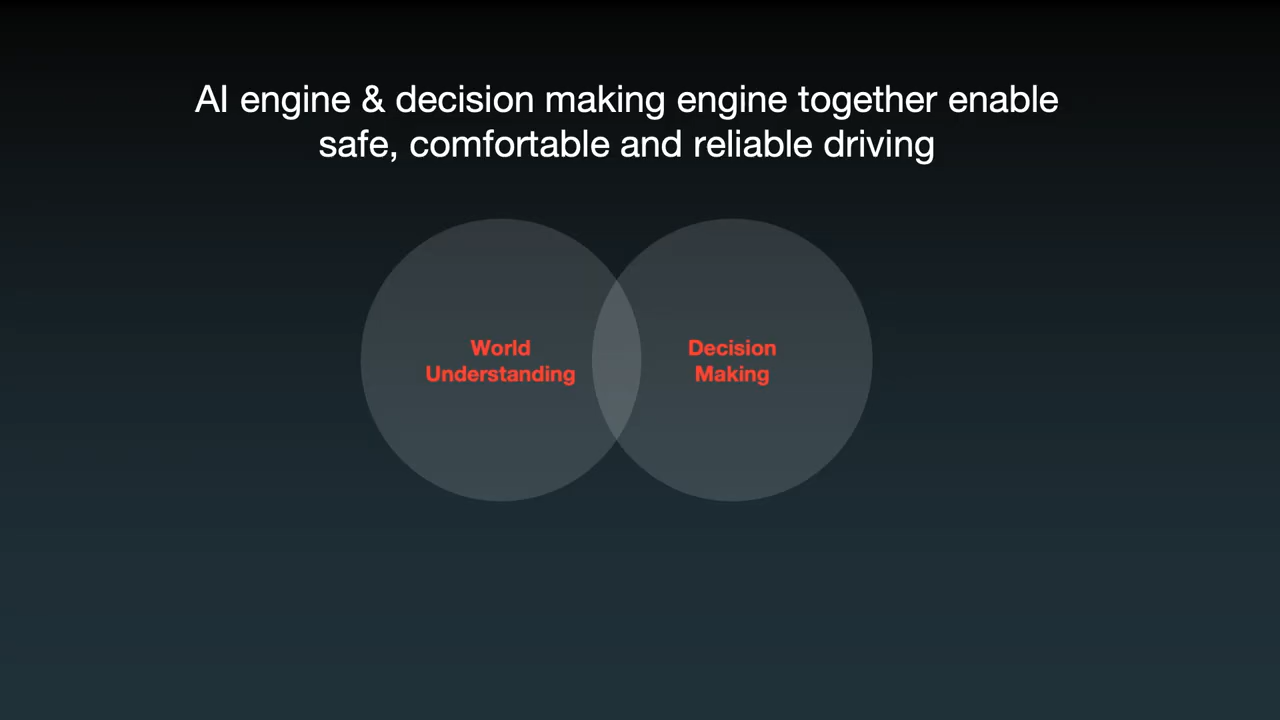 AI engine & decision making engine together enable
safe, comfortable and reliable driving
World
Understanding
Decision
Making